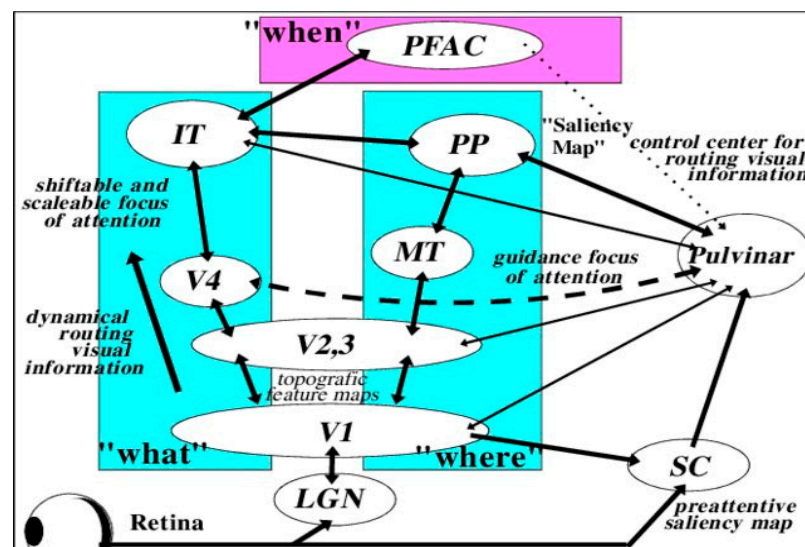 "when"
PFAC
IT
PP
"Saliency
Map"
control center for
routing visual
information
shiftable and
scaleable focus
of attention
MT
guidance focus
of attention
Pulvinar
V4
dynamical
routing
visual
information
V2,3
topografic
feature maps
V1
"what"
"where"
SC
LGN
preattentive
saliency map
Retina